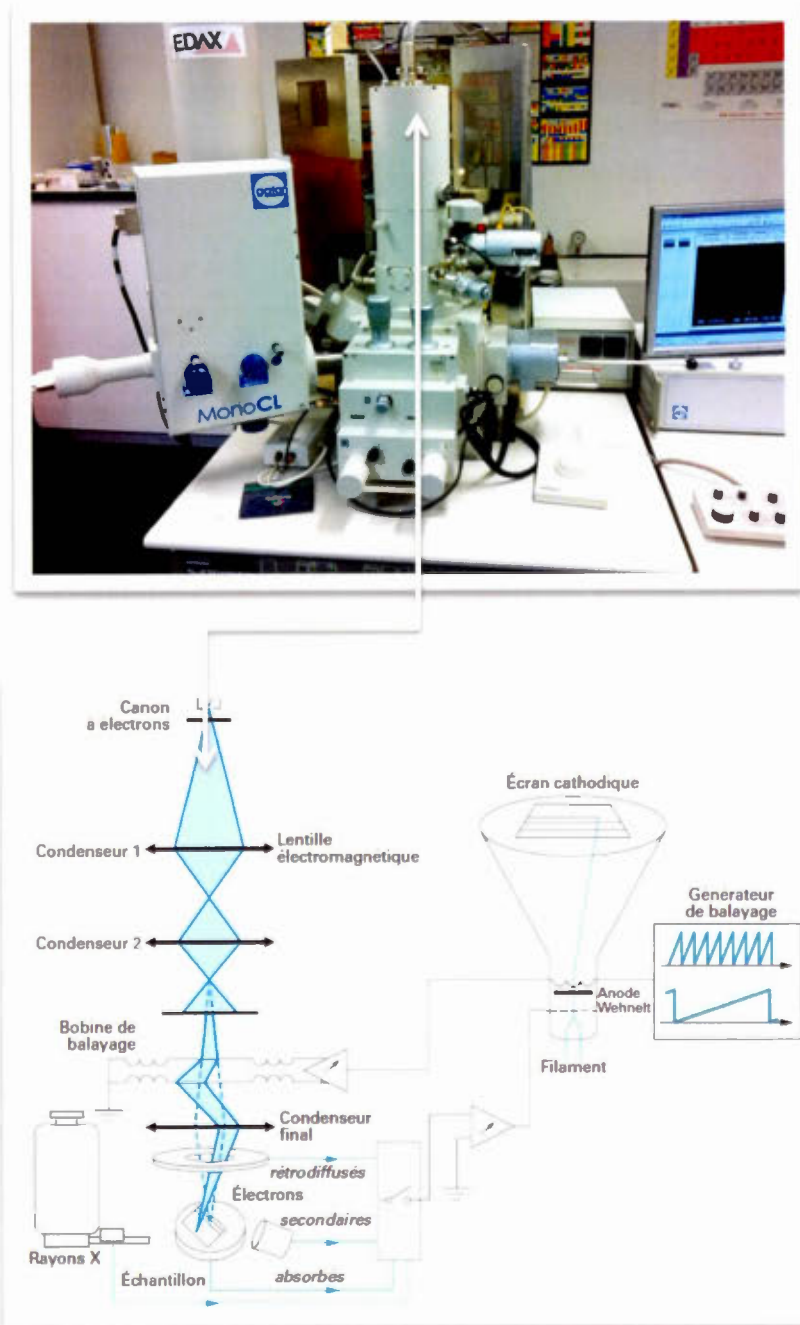 EDAX
gatan
MonoCL
Canon
a electrons
Écran cathodique
Condenseur 1
Lentille
électromagnetique
Generateur
de balayage
Condenseur 2
Anode
Wehnelt
Bobine de
balayage
Filament
Condenseur
final
rétrodiffusés
Électrons
secondaires
Rayons X
Échantillon
absorbes